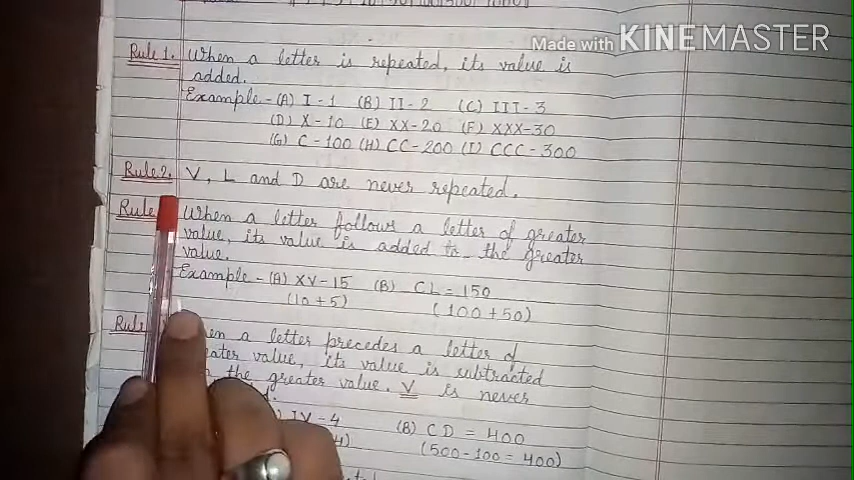 Made with KINEMASTER
Rule 1. When a letter is repeated, its value is
added.
Example - (A) I - 1 (B) II - 2 (C) III - 3
(D) X - 10 (E) XX - 20 (F) XXX - 30
(G) C - 100 (H) CC - 200 (I) CCC - 300
Rule 2. V, L and D are never repeated.
Rule When a letter follows a letter of greater
value, its value is added to the greater
value.
Example - (A) XV - 15 (B) CL = 150
(10 + 5) (100 + 50)
Rule a letter precedes a letter of
value, its value is subtracted
the greater value. V is never
IV - 4 (B) CD = 400
(500 - 100 = 400)